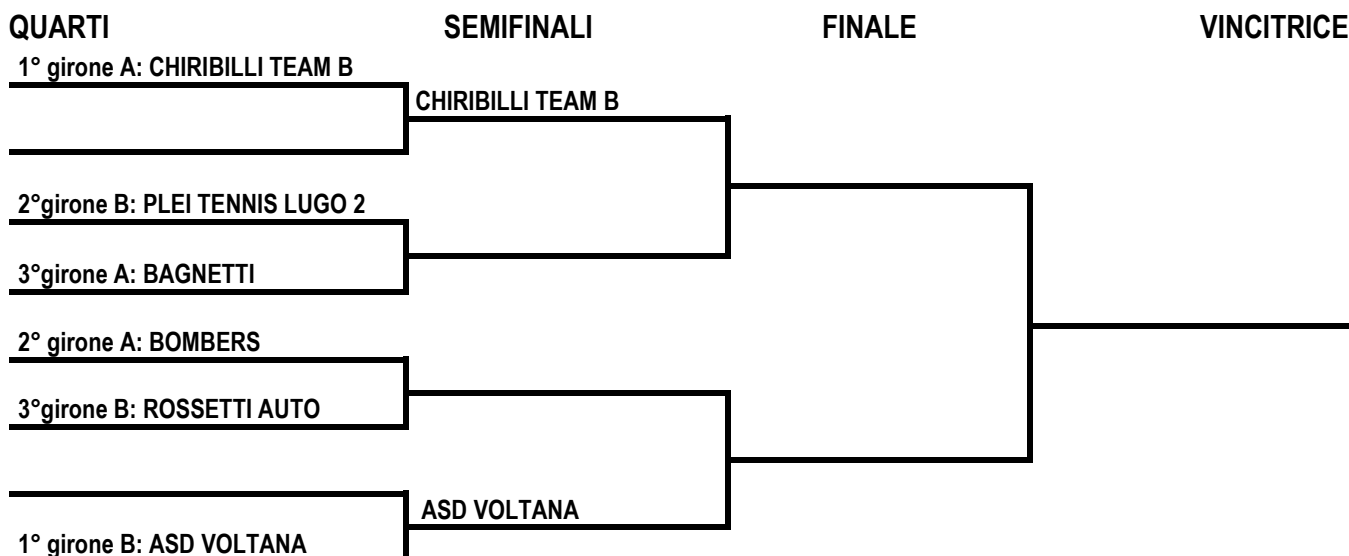 QUARTI SEMIFINALI FINALE VINCITRICE
1° girone A: CHIRIBILLI TEAM B
CHIRIBILLI TEAM B
2°girone B: PLEI TENNIS LUGO 2
3°girone A: BAGNETTI
2° girone A: BOMBERS
3°girone B: ROSSETTI AUTO
ASD VOLTANA
1° girone B: ASD VOLTANA